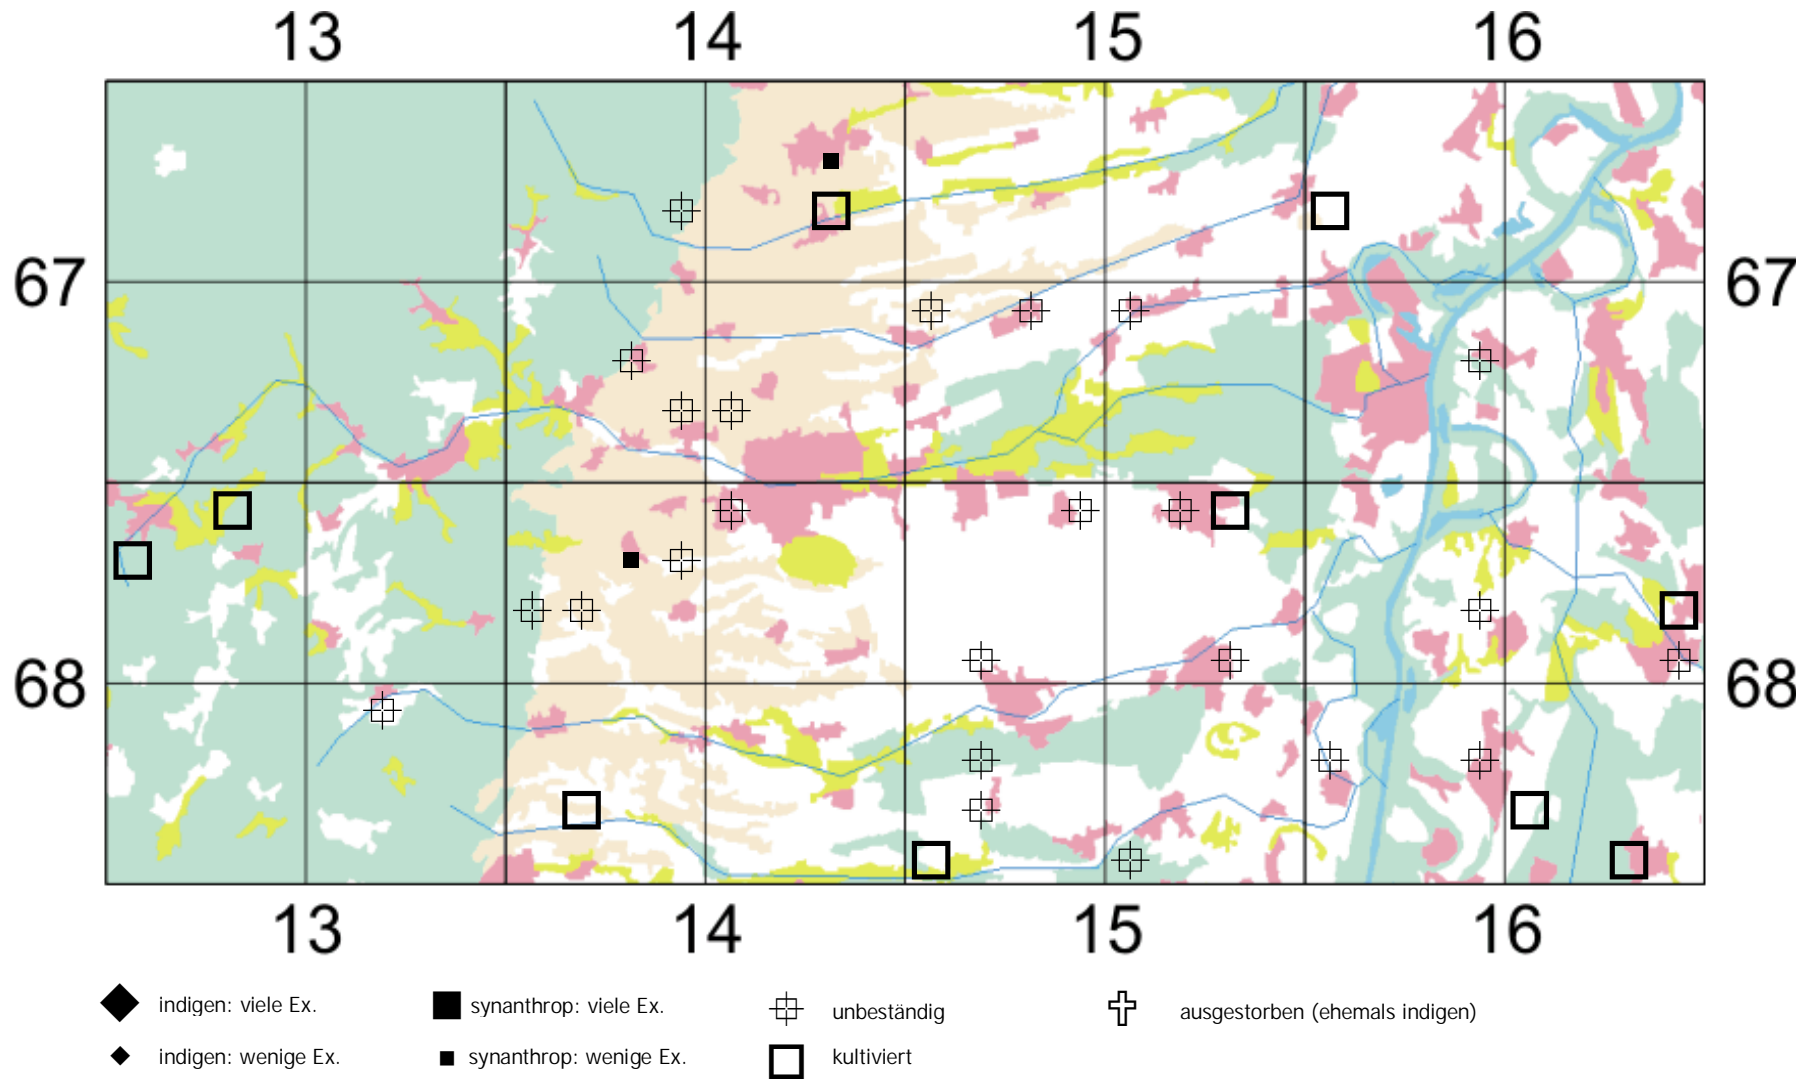 13 14 15 16
67 67
68 68
13 14 15 16
indigen: viele Ex. synanthrop: viele Ex. unbeständig ausgestorben (ehemals indigen)
indigen: wenige Ex. synanthrop: wenige Ex. kultiviert